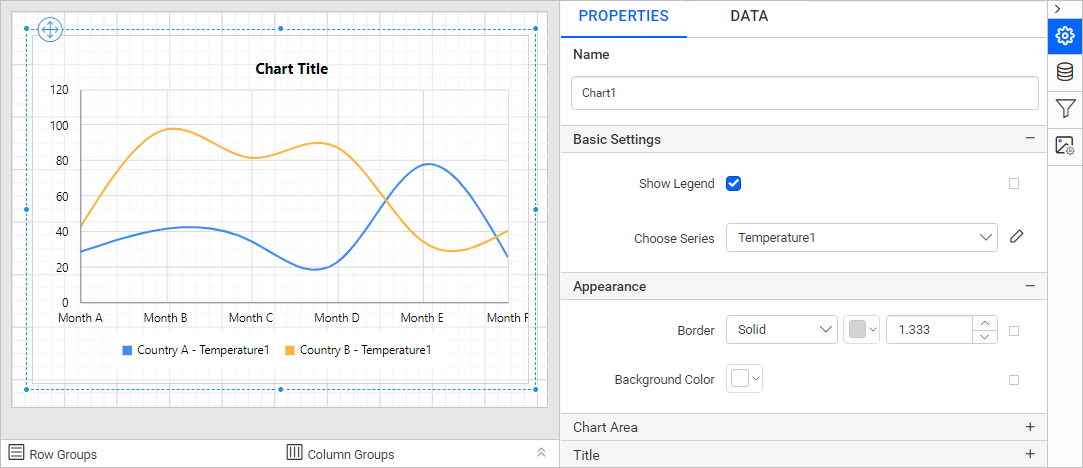 Chart Title
120
100
80
60
40
20
0
Month A Month B Month C Month D Month E Month F
Country A - Temperature1 Country B - Temperature1
Row Groups Column Groups
PROPERTIES DATA
Name
Chart1
Basic Settings
Show Legend
Choose Series Temperature1
Appearance
Border Solid 1.333
Background Color
Chart Area
Title